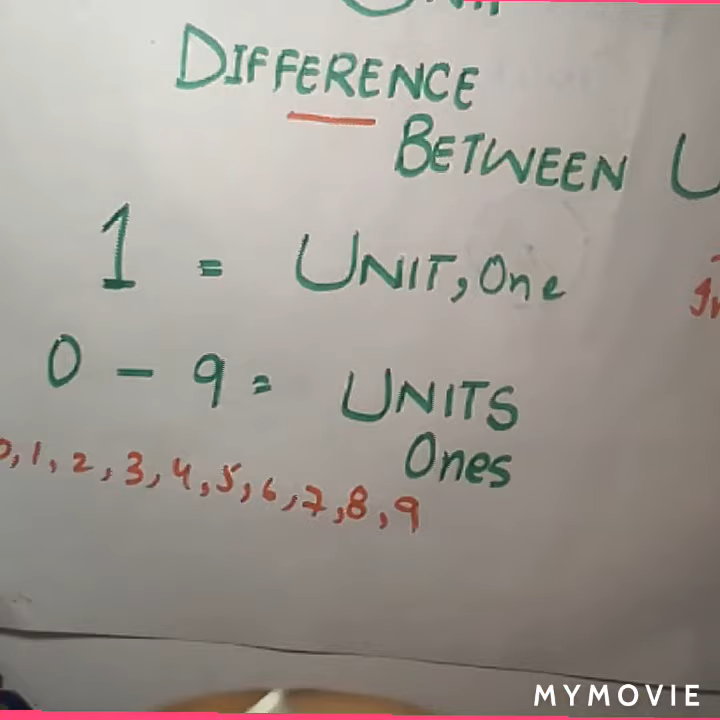 DIFFERENCE
BETWEEN U
1 = UNIT, One
0 - 9 = UNITS
Ones
0, 1, 2, 3, 4, 5, 6, 7, 8, 9
MYMOVIE